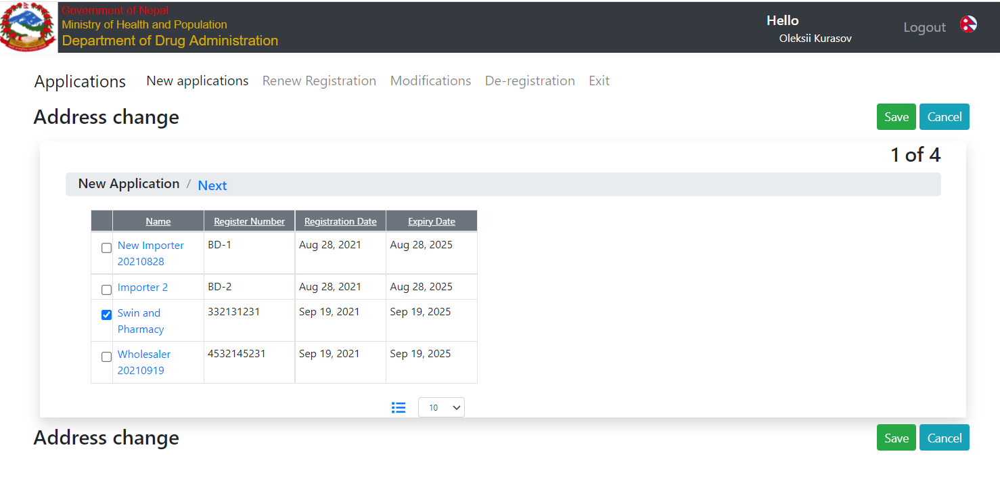 Government of Nepal
Ministry of Health and Population
Department of Drug Administration
Hello
Oleksii Kurasov
Logout
Applications New applications Renew Registration Modifications De-registration Exit
Address change
Save Cancel
1 of 4
New Application / Next
Name Register Number Registration Date Expiry Date
New Importer BD-1 Aug 28, 2021 Aug 28, 2025
20210828
Importer 2 BD-2 Aug 28, 2021 Aug 28, 2025
Swin and 332131231 Sep 19, 2021 Sep 19, 2025
Pharmacy
Wholesaler 4532145231 Sep 19, 2021 Sep 19, 2025
20210919
10
Address change
Save Cancel